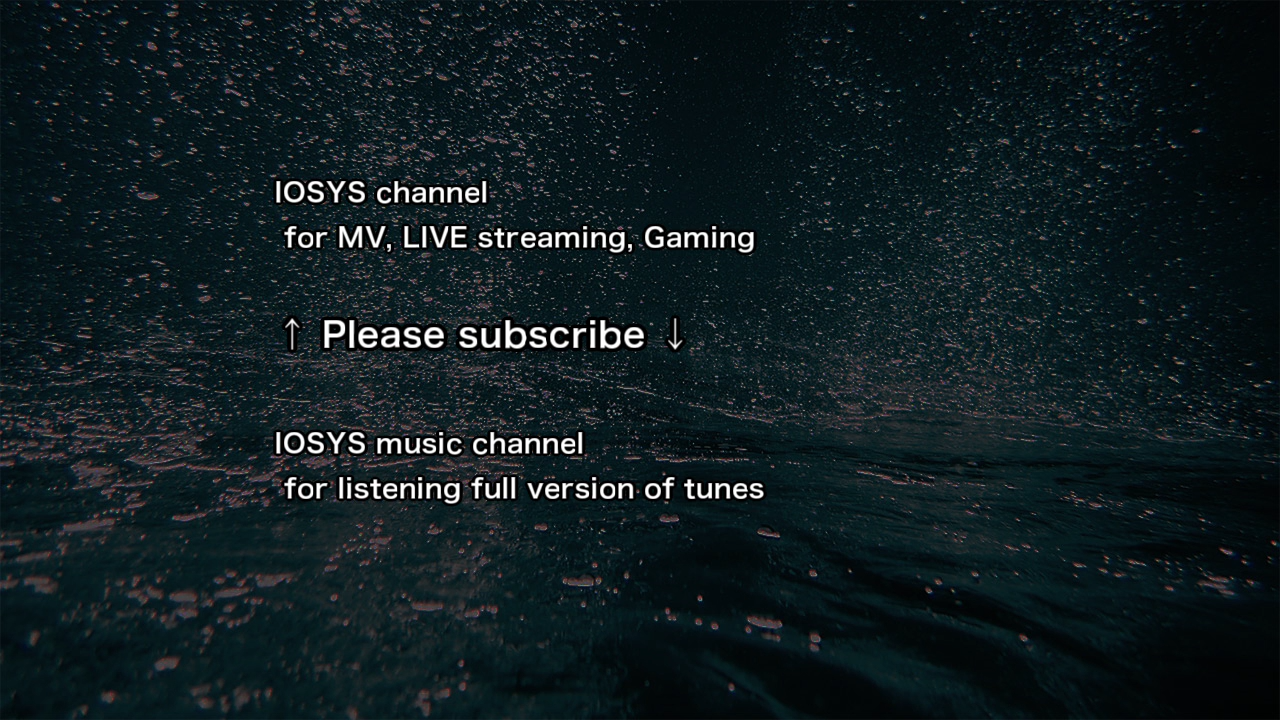 IOSYS channel
for MV, LIVE streaming, Gaming
↑ Please subscribe ↓
IOSYS music channel
for listening full version of tunes